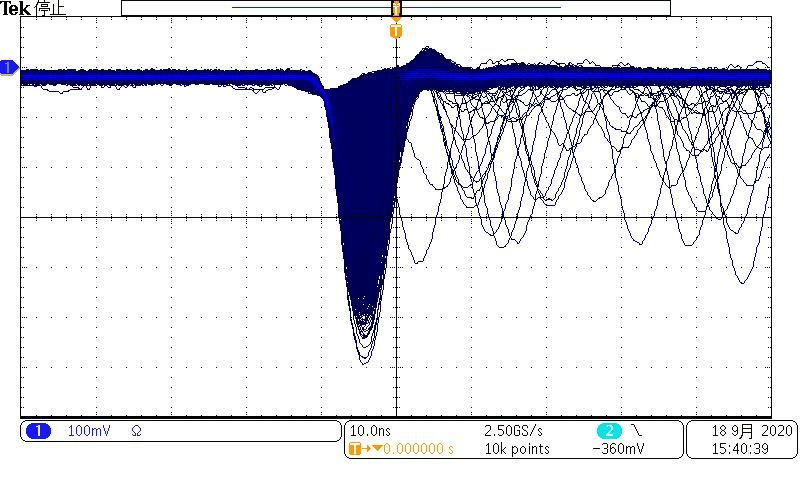 Tek 停止
T
T
1
1 100mV Ω
10.0ns 2.50GS/s 2
T→▼0.000000 s 10k points −360mV
18 9月 2020
15:40:39